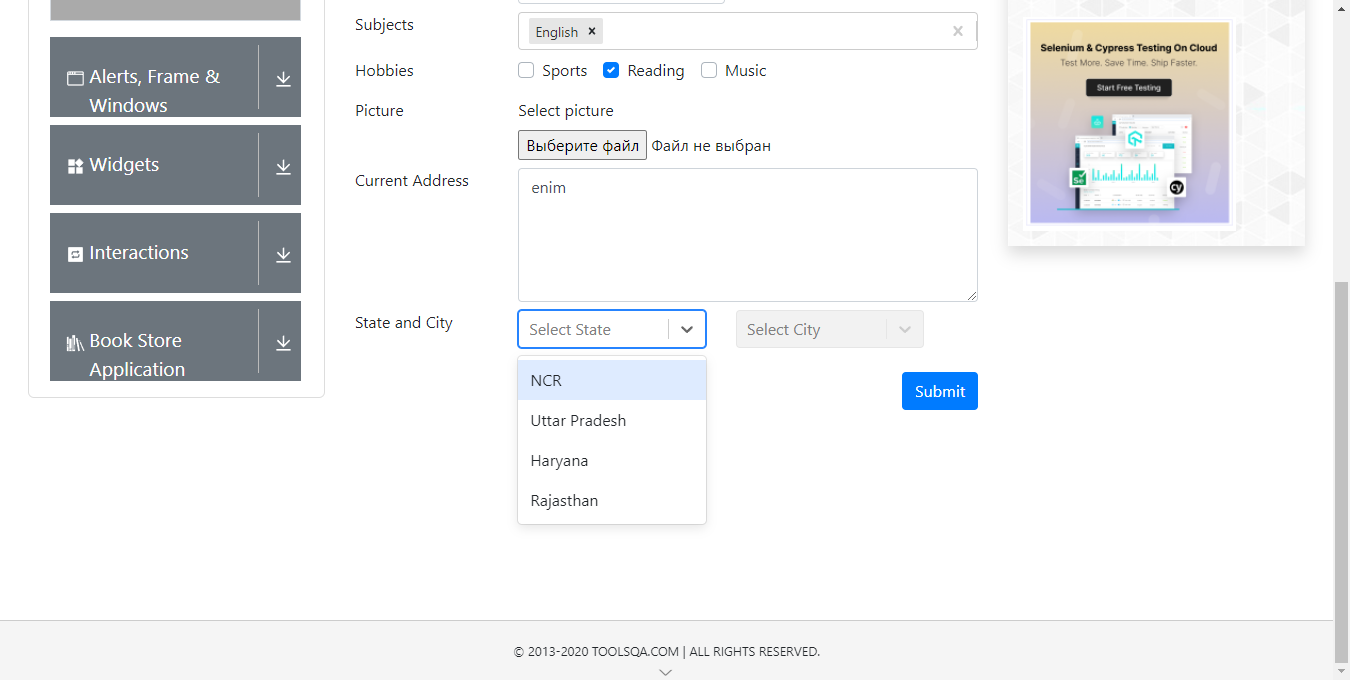 Alerts, Frame &
Windows
Widgets
Interactions
Book Store
Application
Subjects
English ×
Hobbies
Sports Reading Music
Picture
Select picture
Выберите файл Файл не выбран
Current Address
enim
State and City
Select State
Select City
NCR
Uttar Pradesh
Haryana
Rajasthan
Submit
Selenium & Cypress Testing On Cloud
Test More. Save Time. Ship Faster.
Start Free Testing
Se
cy
© 2013-2020 TOOLSQA.COM | ALL RIGHTS RESERVED.